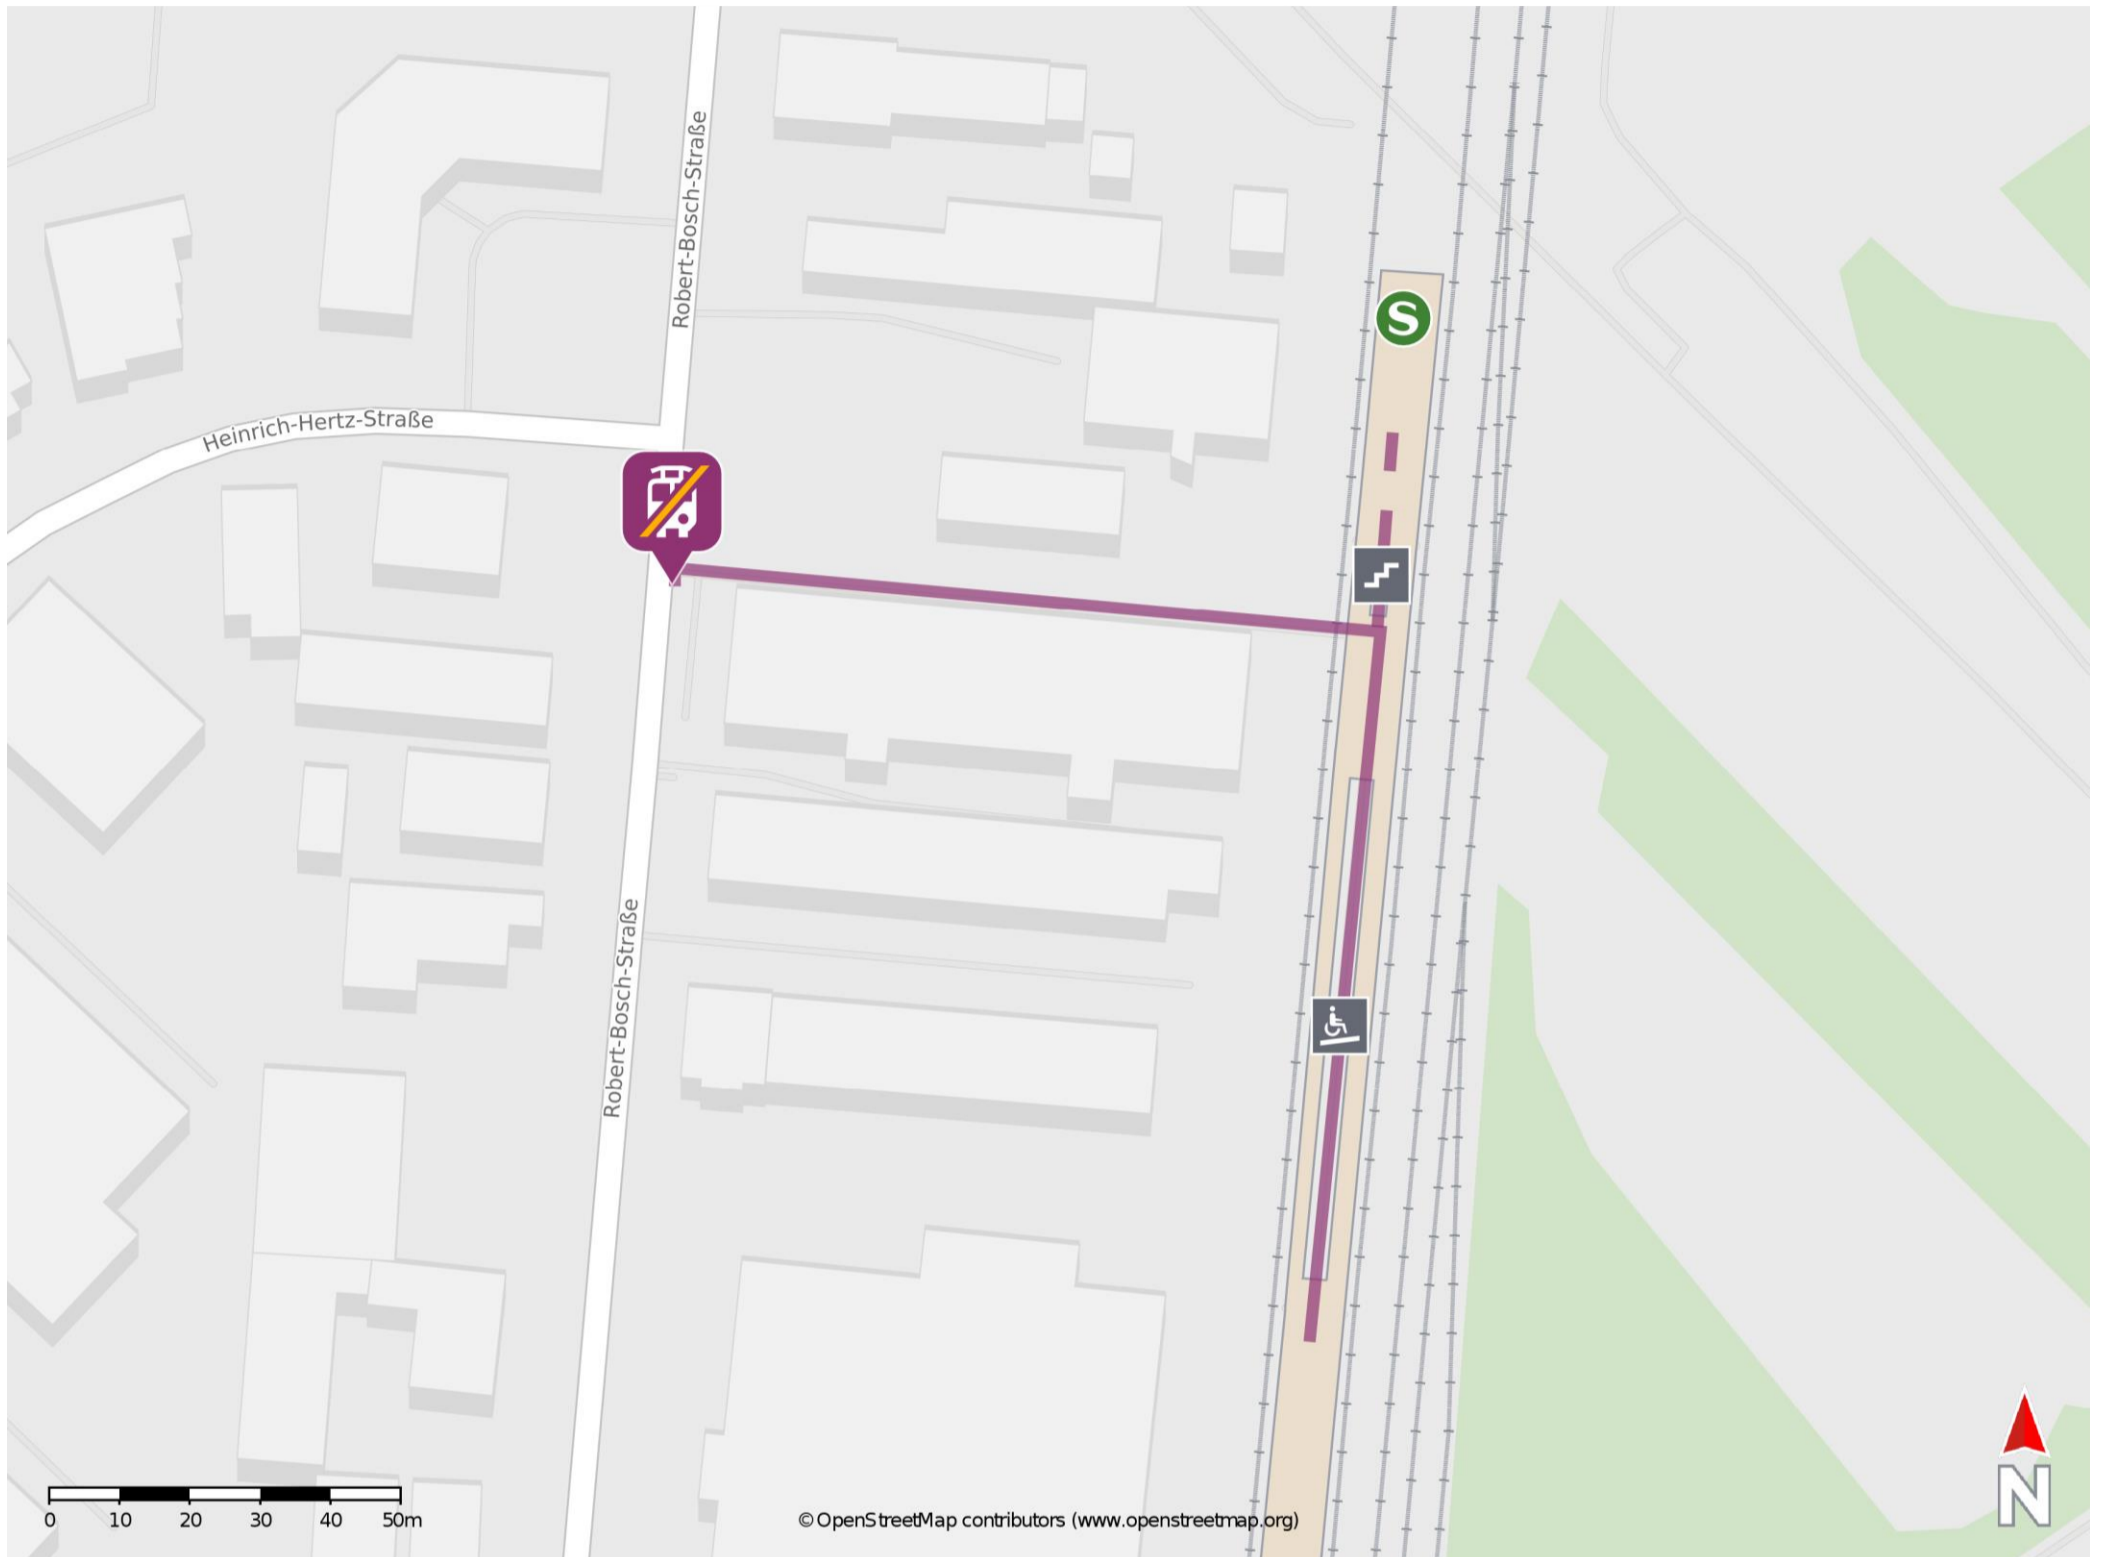 Robert-Bosch-Straße
S
Heinrich-Hertz-Straße
Robert-Bosch-Straße
0 10 20 30 40 50m
© OpenStreetMap contributors (www.openstreetmap.org)
N